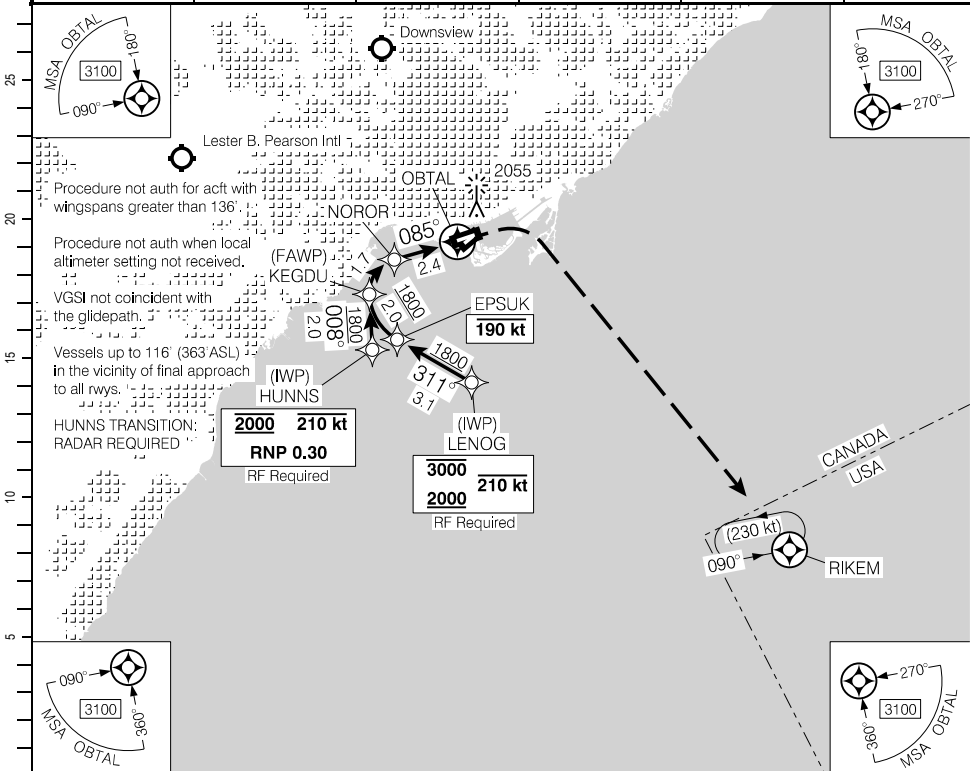 MSA OBTAL
180°
3100
090°
Downsview
MSA OBTAL
180°
3100
270°
25
Lester B. Pearson Intl
Procedure not auth for acft with
wingspans greater than 136'.
Procedure not auth when local
altimeter setting not received.
VGSI not coincident with
the glidepath.
Vessels up to 116' (363'ASL)
in the vicinity of final approach
to all rwys.
HUNNS TRANSITION:
RADAR REQUIRED
OBTAL
2055
NOROR
20
085°
2.4
1.7
(FAWP)
KEGDU
1800
2.0
1800
008°
2.0
EPSUK
190 kt
15
1800
311°
3.1
(IWP)
HUNNS
2000 210 kt
RNP 0.30
RF Required
(IWP)
LENOG
3000
2000
210 kt
RF Required
CANADA
USA
10
(230 kt)
090°
RIKEM
5
090°
3100
360°
MSA OBTAL
270°
3100
360°
MSA OBTAL